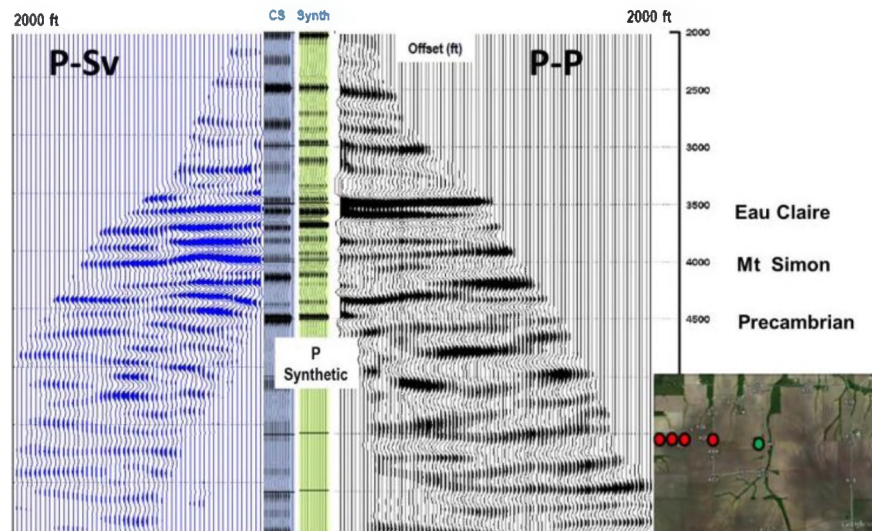 2000 ft
CS
Synth
2000 ft
P-Sv
Offset (ft)
P-P
2000
2500
3000
3500
Eau Claire
4000
Mt Simon
4500
Precambrian
P
Synthetic
Google